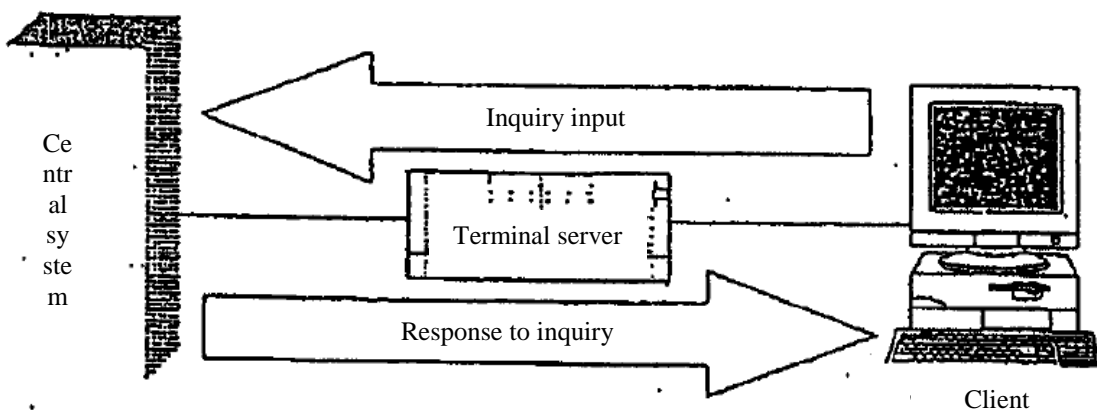 Inquiry input
Ce
ntr
al
sy
ste
m
Terminal server
Response to inquiry
Client